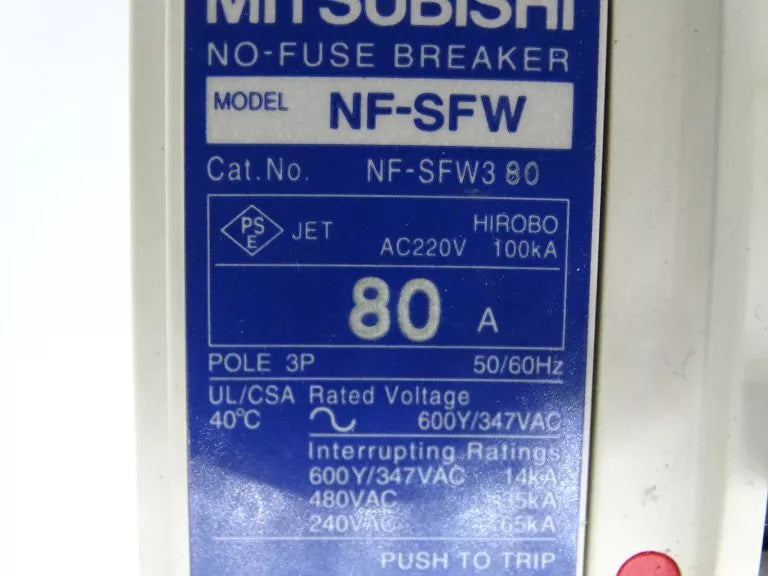 MITSUBISHI
NO-FUSE BREAKER
MODEL NF-SFW
Cat.No. NF-SFW3 80
PS E JET HIROBO
AC220V 100kA
80 A
POLE 3P 50/60Hz
UL/CSA Rated Voltage
40°C 600Y/347VAC
Interrupting Ratings
600Y/347VAC 14kA
480VAC
240VAC 65kA
PUSH TO TRIP